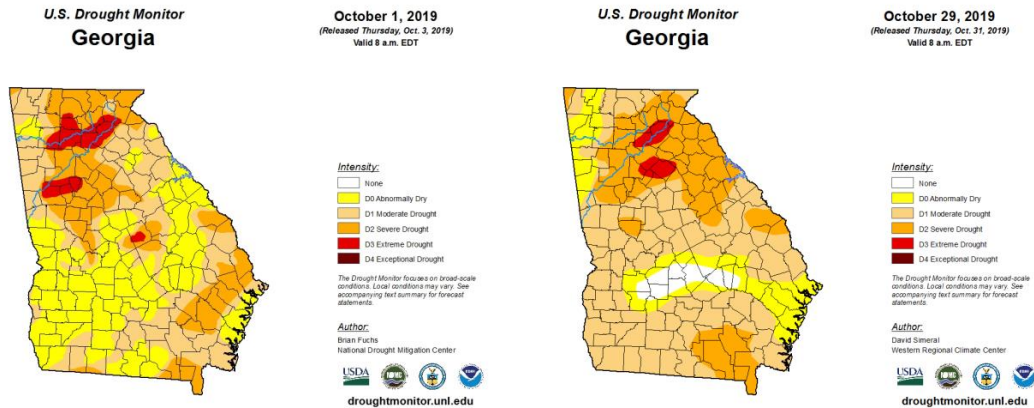 U.S. Drought Monitor
Georgia
October 1, 2019
(Released Thursday, Oct. 3, 2019)
Valid 8 a.m. EDT
Intensity:
None
D0 Abnormally Dry
D1 Moderate Drought
D2 Severe Drought
D3 Extreme Drought
D4 Exceptional Drought
The Drought Monitor focuses on broad-scale
conditions. Local conditions may vary. See
accompanying text summary for forecast
statements.
Author:
Brian Fuchs
National Drought Mitigation Center
USDA
NDMC
droughtmonitor.unl.edu
U.S. Drought Monitor
Georgia
October 29, 2019
(Released Thursday, Oct. 31, 2019)
Valid 8 a.m. EDT
Intensity:
None
D0 Abnormally Dry
D1 Moderate Drought
D2 Severe Drought
D3 Extreme Drought
D4 Exceptional Drought
The Drought Monitor focuses on broad-scale
conditions. Local conditions may vary. See
accompanying text summary for forecast
statements.
Author:
David Simeral
Western Regional Climate Center
USDA
NDMC
droughtmonitor.unl.edu